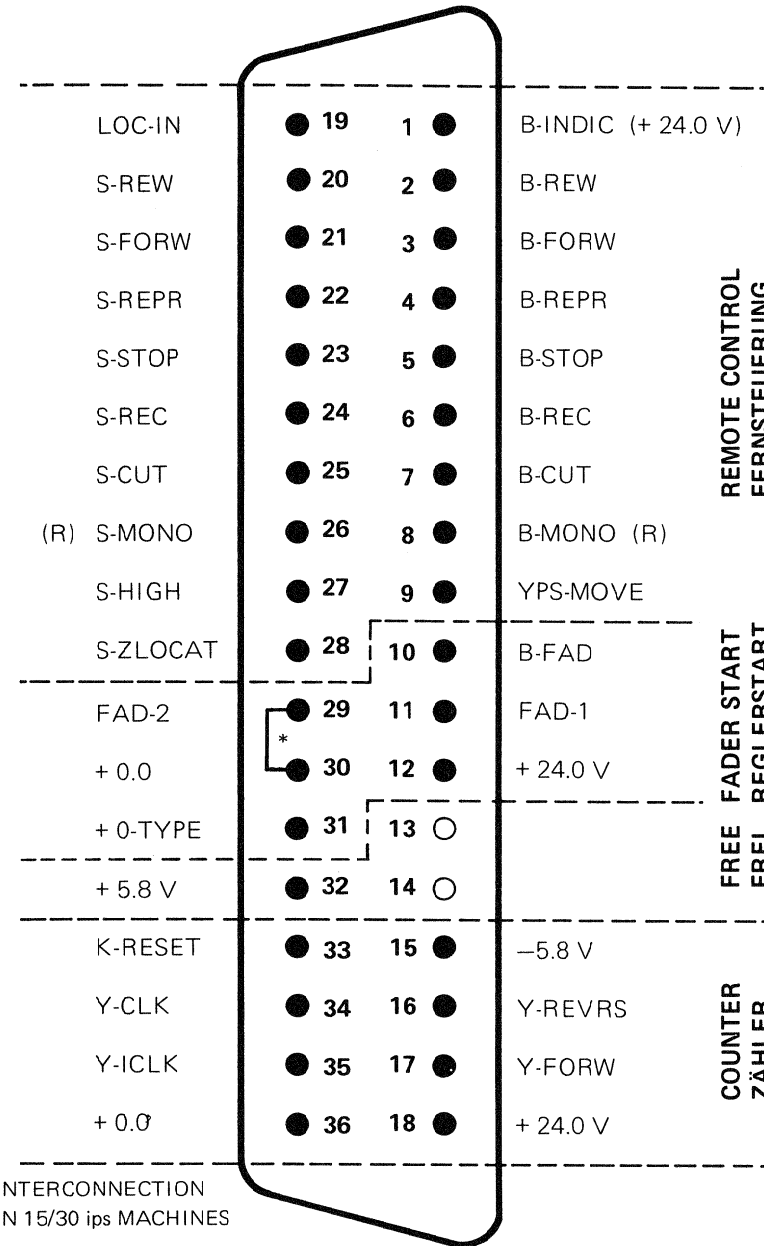 LOC-IN 19 1 B-INDIC (+ 24.0 V)
S-REW 20 2 B-REW
S-FORW 21 3 B-FORW
S-REPR 22 4 B-REPR
S-STOP 23 5 B-STOP
S-REC 24 6 B-REC
S-CUT 25 7 B-CUT
(R) S-MONO 26 8 B-MONO (R)
S-HIGH 27 9 YPS-MOVE
S-ZLOCAT 28 10 B-FAD
FAD-2 29 11 FAD-1
*
+ 0.0 30 12 + 24.0 V
+ 0-TYPE 31 13
+ 5.8 V 32 14
K-RESET 33 15 —5.8 V
Y-CLK 34 16 Y-REVRS
Y-ICLK 35 17 Y-FORW
+ 0.0 36 18 + 24.0 V
REMOTE CONTROL
FERNSTEUERUNG
FADER START
REGLERSTART
FREE
FREI
COUNTER
ZÄHLER
NTERCONNECTION
N 15/30 ips MACHINES